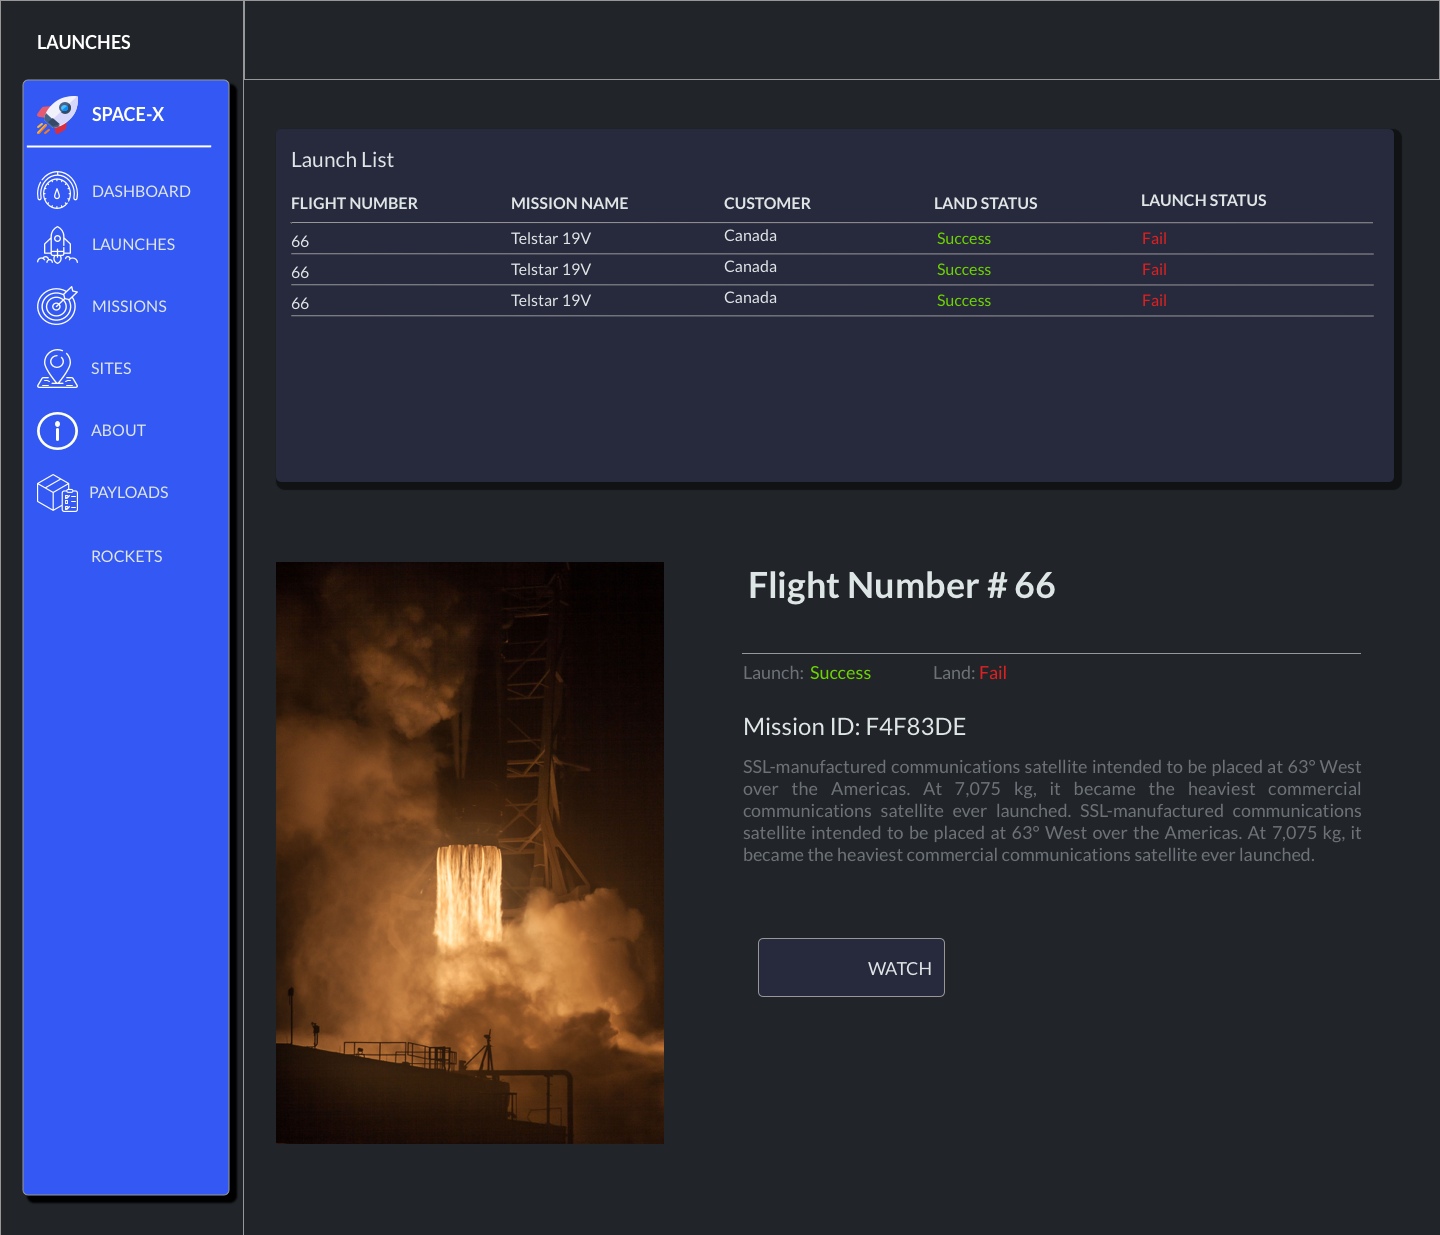 LAUNCHES
SPACE-X
DASHBOARD
LAUNCHES
MISSIONS
SITES
ABOUT
PAYLOADS
ROCKETS
Launch List
FLIGHT NUMBER MISSION NAME CUSTOMER LAND STATUS LAUNCH STATUS
66 Telstar 19V Canada Success Fail
66 Telstar 19V Canada Success Fail
66 Telstar 19V Canada Success Fail
Flight Number # 66
Launch: Success Land: Fail
Mission ID: F4F83DE
SSL-manufactured communications satellite intended to be placed at 63° West
over the Americas. At 7,075 kg, it became the heaviest commercial
communications satellite ever launched. SSL-manufactured communications
satellite intended to be placed at 63° West over the Americas. At 7,075 kg, it
became the heaviest commercial communications satellite ever launched.
WATCH